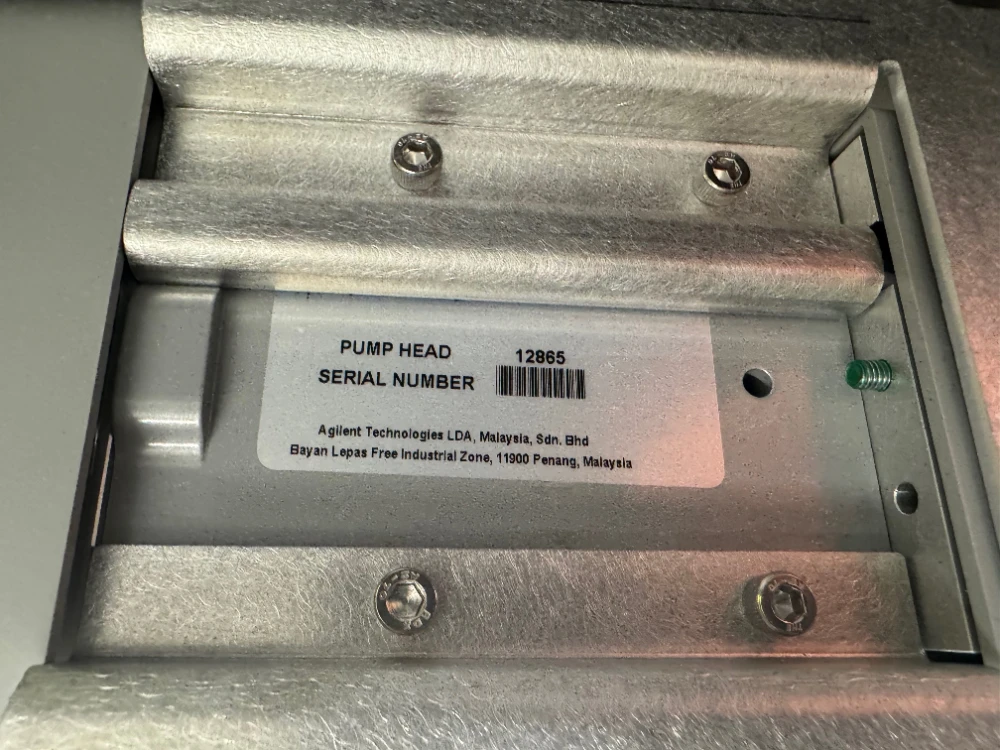 PUMP HEAD 12865
SERIAL NUMBER
Agilent Technologies LDA, Malaysia, Sdn. Bhd
Bayan Lepas Free Industrial Zone, 11900 Penang, Malaysia